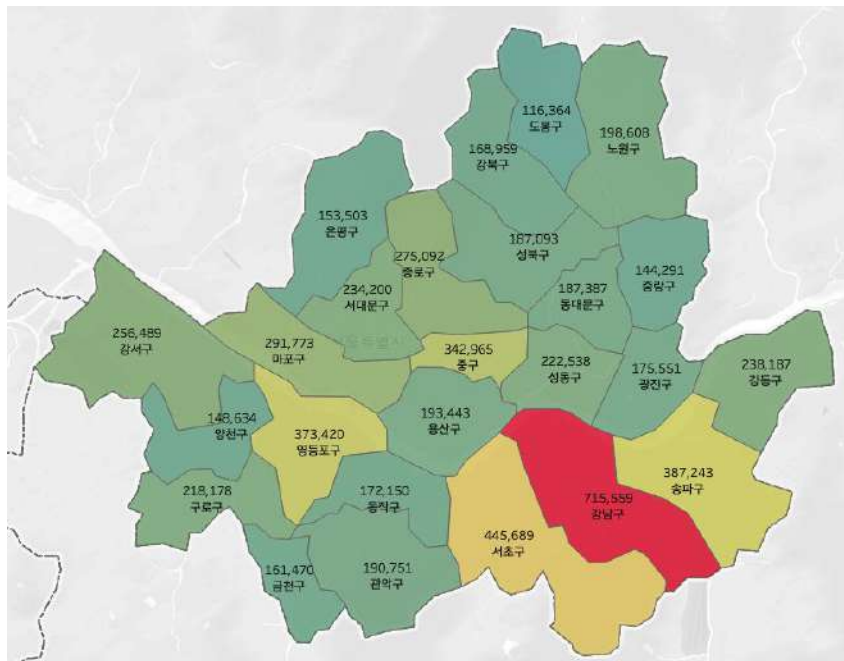 116,364
도봉구
198,608
노원구
168,959
강북구
153,503
은평구
187,093
성북구
275,092
종로구
144,291
중랑구
187,387
동대문구
234,200
서대문구
256,489
강서구
291,773
마포구
342,965
중구
222,538
성동구
175,551
광진구
238,187
강동구
148,634
양천구
193,443
용산구
373,420
영등포구
387,243
송파구
172,150
동작구
218,178
구로구
715,559
강남구
445,689
서초구
161,470
금천구
190,751
관악구